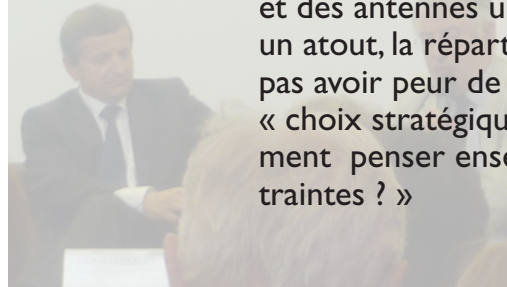 et des antennes u
un atout, la répart
pas avoir peur de
« choix stratégiqu
ment penser ense
traintes ? »